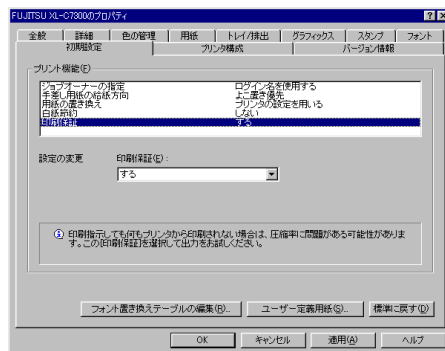 FUJITSU XL-C7300のプロパティ
全般 詳細 色の管理 用紙 トレイ/排出 グラフィックス スタンプ フォント
初期設定 プリンタ構成 バージョン情報
プリント機能(F)
ジョブオーナーの指定 ログイン名を使用する
手差し用紙の給紙方向 よこ置き優先
用紙の置き換え プリンタの設定を用いる
白紙節約 しない
印刷保証 する
設定の変更 印刷保証(E):
する
印刷指示しても何もプリンタから印刷されない場合は、圧縮率に問題がある可能性がありま
す。この[印刷保証]を選択して出力をお試しください。
フォント置き換えテーブルの編集(B)... ユーザー定義用紙(S)... 標準に戻す(D)
OK キャンセル 適用(A) ヘルプ